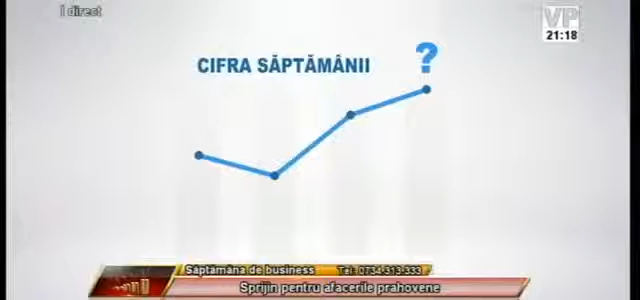 direct
VP
21:18
CIFRA SĂPTĂMÂNII ?
Săptămâna de business Tel: 0734.313.333
Sprijin pentru afacerile prahovene